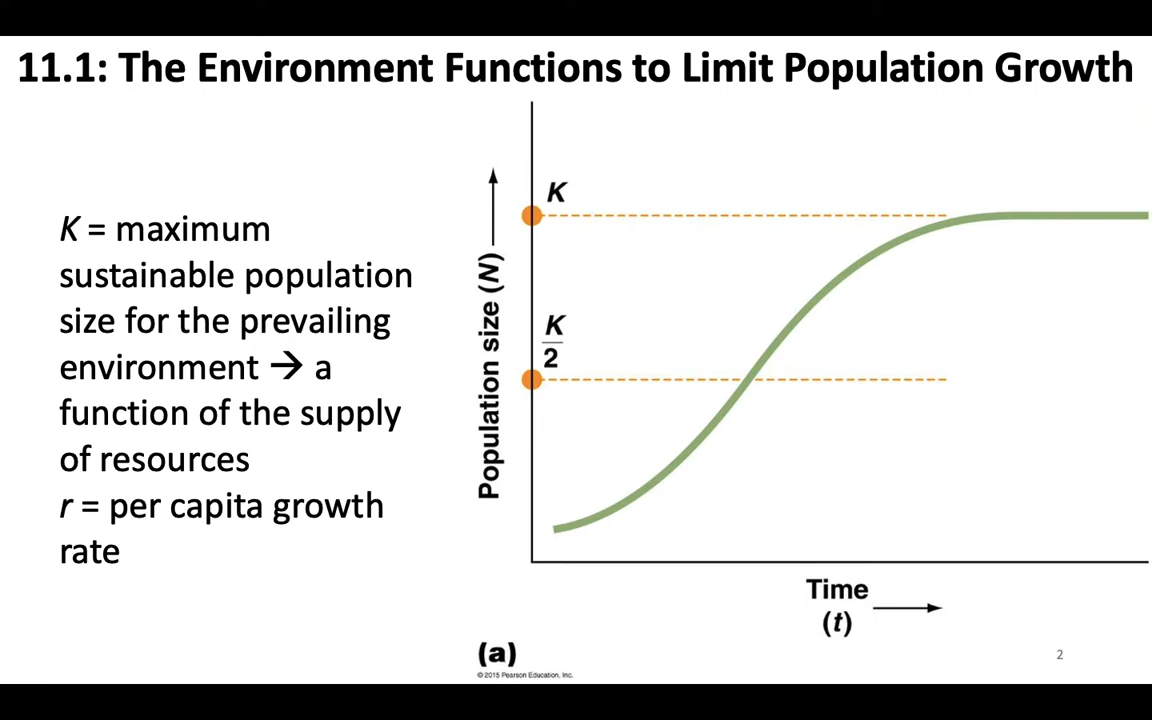 11.1: The Environment Functions to Limit Population Growth
K = maximum
sustainable population
size for the prevailing
environment → a
function of the supply
of resources
r = per capita growth
rate
Population size (N)
K
K
2
Time
(t)
(a)
© 2015 Pearson Education, Inc.
2